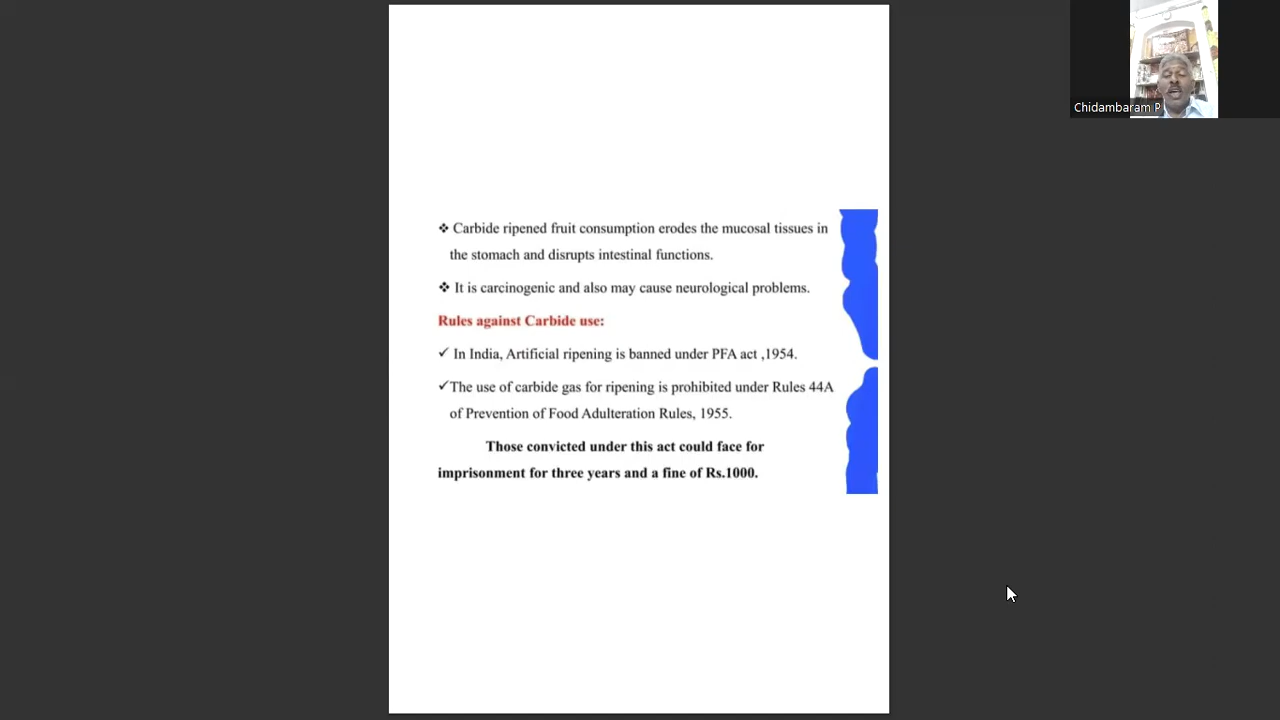 ❖ Carbide ripened fruit consumption erodes the mucosal tissues in
the stomach and disrupts intestinal functions.
❖ It is carcinogenic and also may cause neurological problems.
Rules against Carbide use:
✓ In India, Artificial ripening is banned under PFA act ,1954.
✓The use of carbide gas for ripening is prohibited under Rules 44A
of Prevention of Food Adulteration Rules, 1955.
Those convicted under this act could face for
imprisonment for three years and a fine of Rs.1000.
Chidambaram P